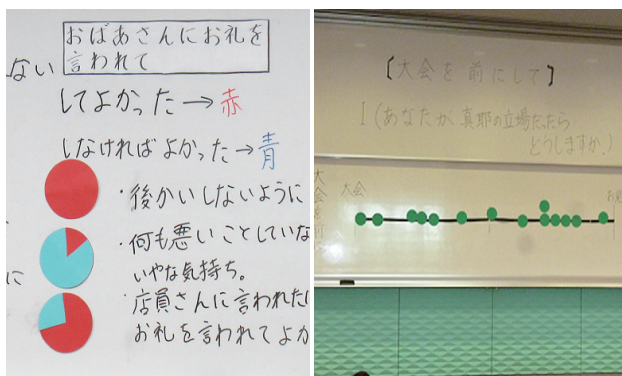 おばあさんにお礼を
言われて
ない
してよかった→赤
しなければよかった→青
・後かいしないように
・何も悪いことしていな
いやな気持ち。
・店員さんに言われたけ
お礼を言われてよか
に
【大会を前にして】
I(あなたが真耶の立場だったら
どうしますか。)
大会
大会を
お見